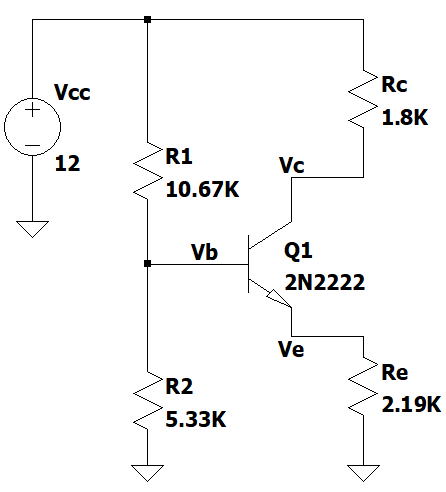 Vcc
12
R1
10.67K
Rc
1.8K
Vc
Vb
Q1
2N2222
Ve
R2
5.33K
Re
2.19K